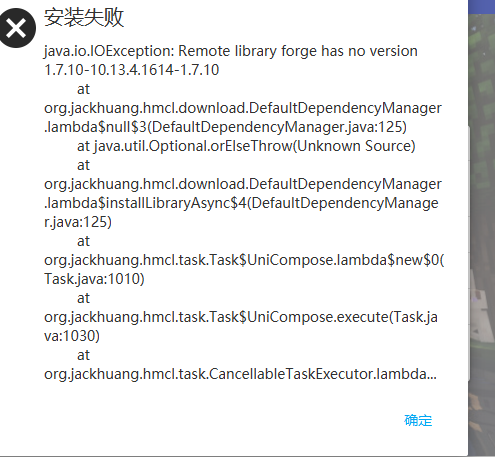 安装失败
java.io.IOException: Remote library forge has no version
1.7.10-10.13.4.1614-1.7.10
at
org.jackhuang.hmcl.download.DefaultDependencyManager
.lambda$null$3(DefaultDependencyManager.java:125)
at java.util.Optional.orElseThrow(Unknown Source)
at
org.jackhuang.hmcl.download.DefaultDependencyManager
.lambda$installLibraryAsync$4(DefaultDependencyManage
r.java:125)
at
org.jackhuang.hmcl.task.Task$UniCompose.lambda$new$0(
Task.java:1010)
at
org.jackhuang.hmcl.task.Task$UniCompose.execute(Task.ja
va:1030)
at
org.jackhuang.hmcl.task.CancellableTaskExecutor.lambda...
确定